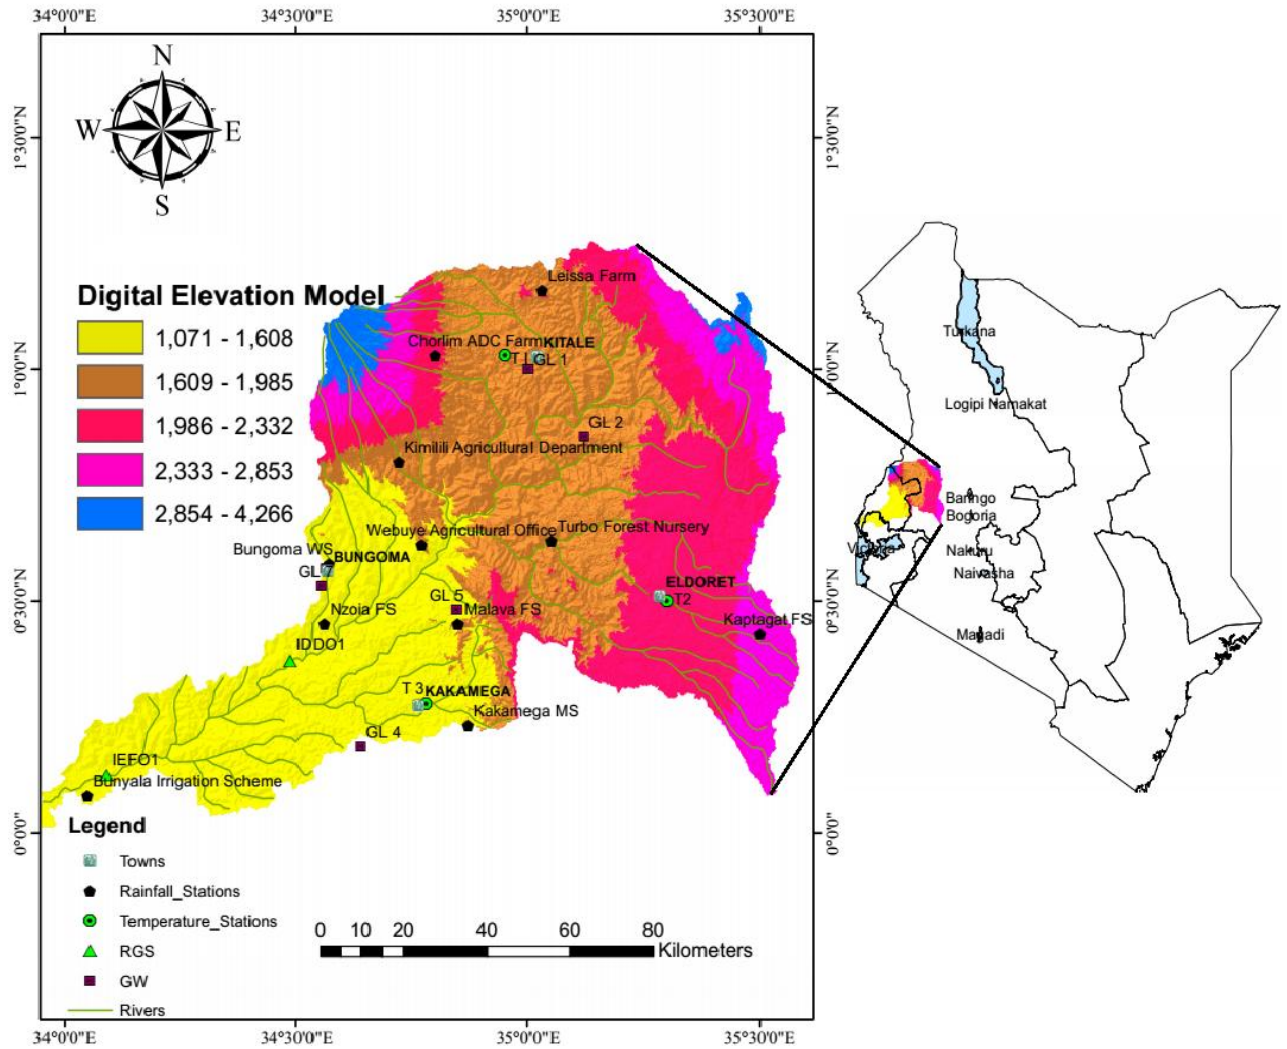 34°0'0"E 34°30'0"E 35°0'0"E 35°30'0"E
N
W E
S
1°30'0"N
1°30'0"N
Digital Elevation Model
1,071 - 1,608
1,609 - 1,985
1,986 - 2,332
2,333 - 2,853
2,854 - 4,266
Leissa Farm
Chorlim ADC Farm
KITALE
T
GL 1
1°0'0"N
1°0'0"N
GL 2
Kimilili Agricultural Department
Webuye Agricultural Office
Turbo Forest Nursery
Bungoma WS
BUNGOMA
GL 7
ELDORET
T2
GL 5
Nzoia FS
Malava FS
Kaptagat FS
0°30'0"N
0°30'0"N
IDDO1
T 3
KAKAMEGA
Kakamega MS
GL 4
IEFO1
Bunyala Irrigation Scheme
0°0'0"
0°0'0"
Legend
Towns
Rainfall_Stations
Temperature_Stations
RGS
GW
Rivers
0 10 20 40 60 80
Kilometers
34°0'0"E 34°30'0"E 35°0'0"E 35°30'0"E
Turkana
Logipi Namakat
Baringo
Bogoria
Victoria
Nakuru
Naivasha
Magadi